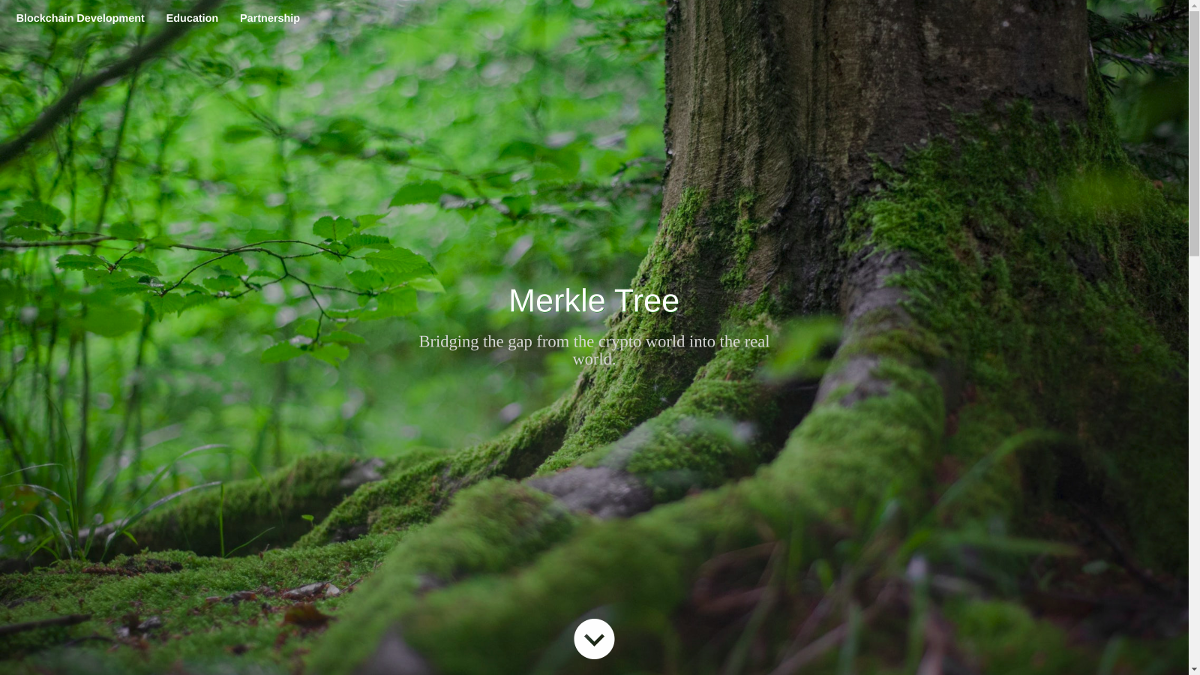 Blockchain Development Education Partnership
Merkle Tree
Bridging the gap from the crypto world into the real
world.